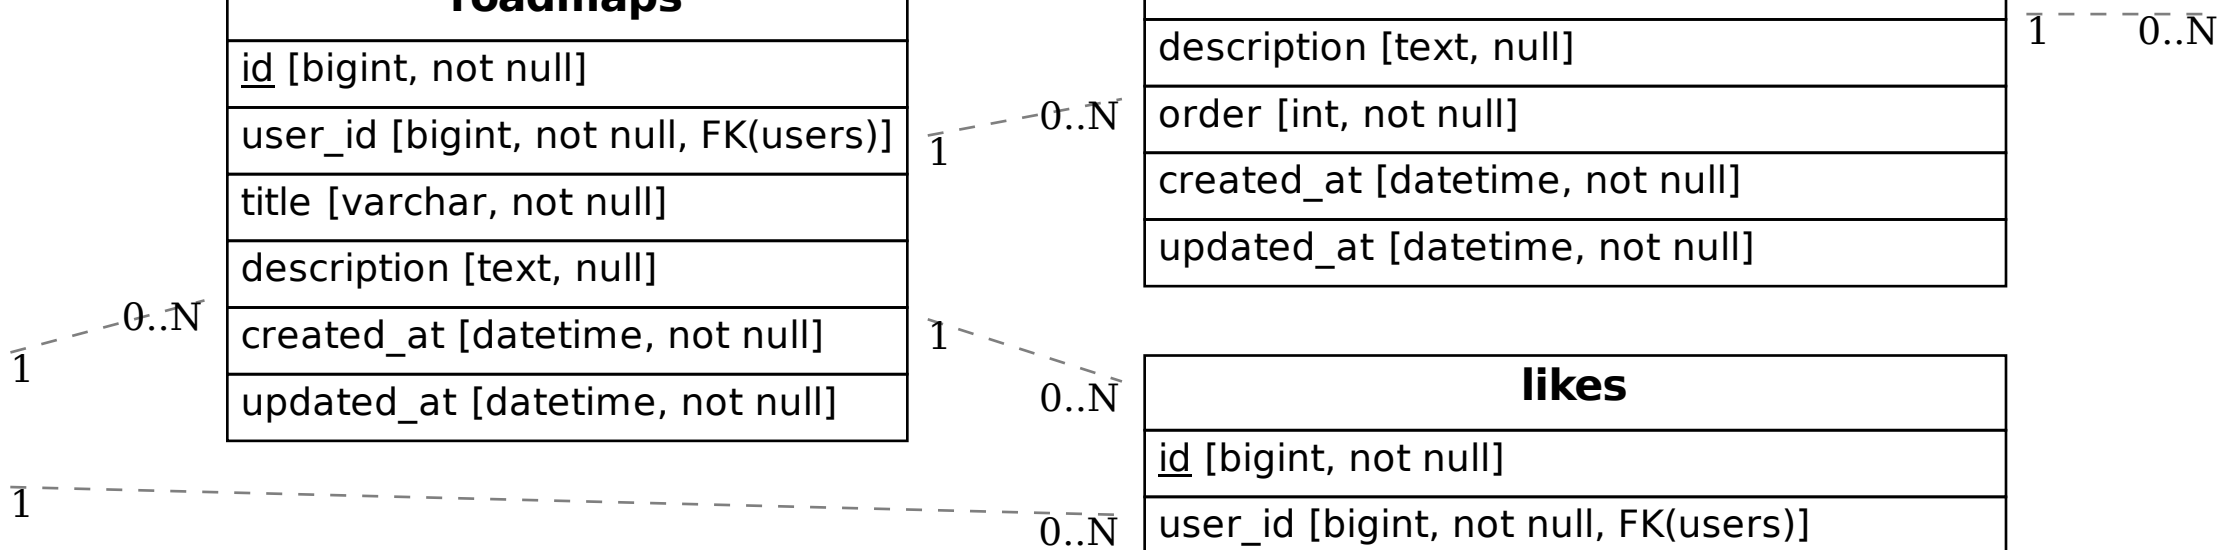 roadmaps
id [bigint, not null]
user_id [bigint, not null, FK(users)]
title [varchar, not null]
description [text, null]
created_at [datetime, not null]
updated_at [datetime, not null]
description [text, null]
order [int, not null]
created_at [datetime, not null]
updated_at [datetime, not null]
likes
id [bigint, not null]
user_id [bigint, not null, FK(users)]
1
0..N
1
0..N
1
0..N
1
0..N
1
0..N